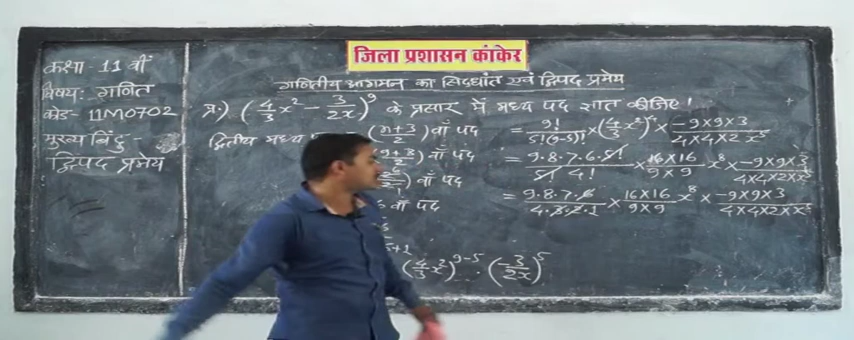 जिला प्रशासन कांकेर
कक्षा - 11 वीं
विषय: गणित
कोड - 11M0702
मुख्य बिंदु -
द्विपद प्रमेय
गणितीय आगमन का सिद्धांत एवं द्विपद प्रमेय
प्र.) (4/3 x² - 3/2x)⁹ के प्रसार में मध्य पद ज्ञात कीजिए।
द्वितीय मध्य
(n+3/2) वाँ पद
(9+3/2) वाँ पद
वाँ पद
वाँ पद
(4/3 x²)⁹⁻⁵ · (-3/2x)⁵
= 9!/5!(9-5)! × (4/3 x²)⁴ × -9×9×3/4×4×2×x⁵
= 9·8·7·6·5!/5! 4! × 16×16/9×9 x⁸ × -9×9×3/4×4×2×x⁵
= 9·8·7·6/4·3·2·1 × 16×16/9×9 x⁸ × -9×9×3/4×4×2×x⁵